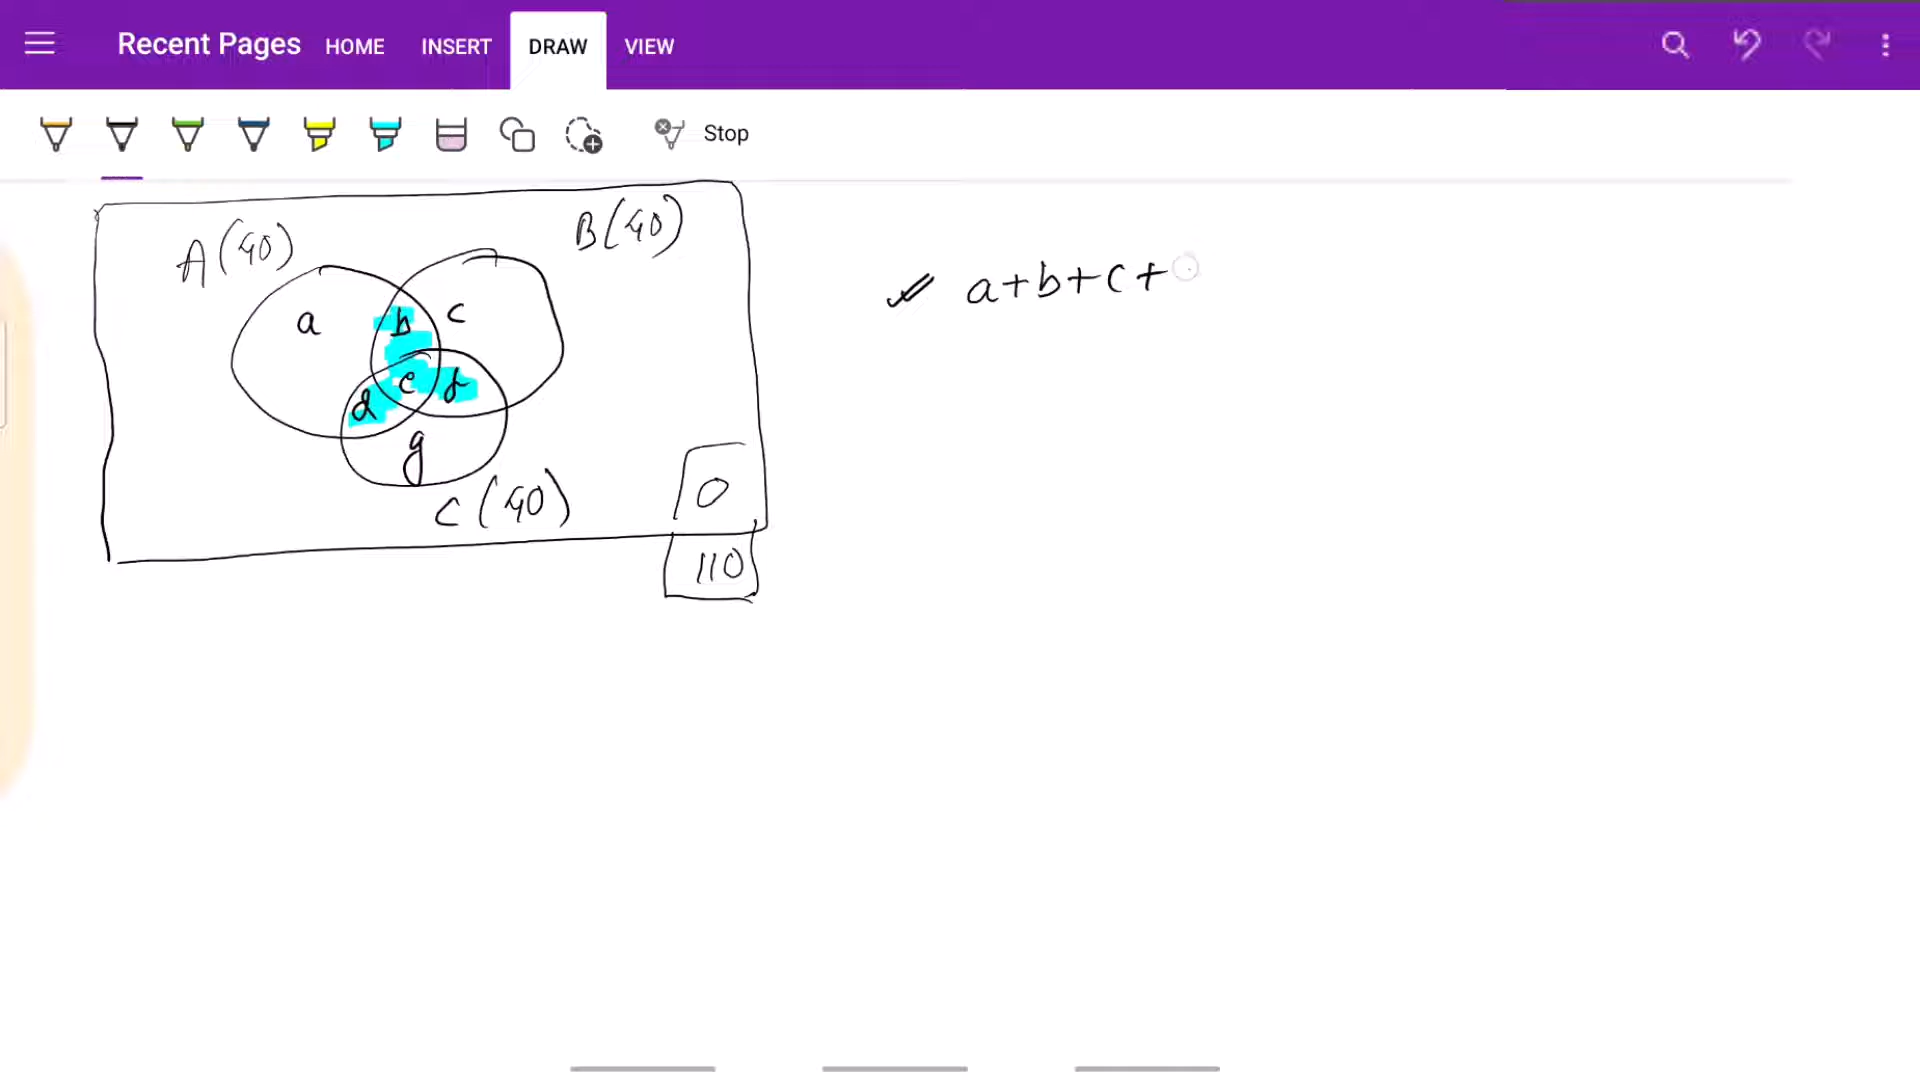 Recent Pages HOME INSERT DRAW VIEW
Stop
A (40)
B (40)
a b c
d e f
g
C (40)
0
110
a+b+c+